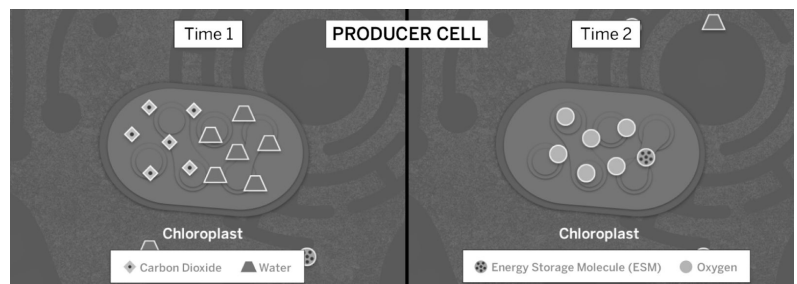 Time 1
PRODUCER CELL
Time 2
Chloroplast
Chloroplast
Carbon Dioxide
Water
Energy Storage Molecule (ESM)
Oxygen